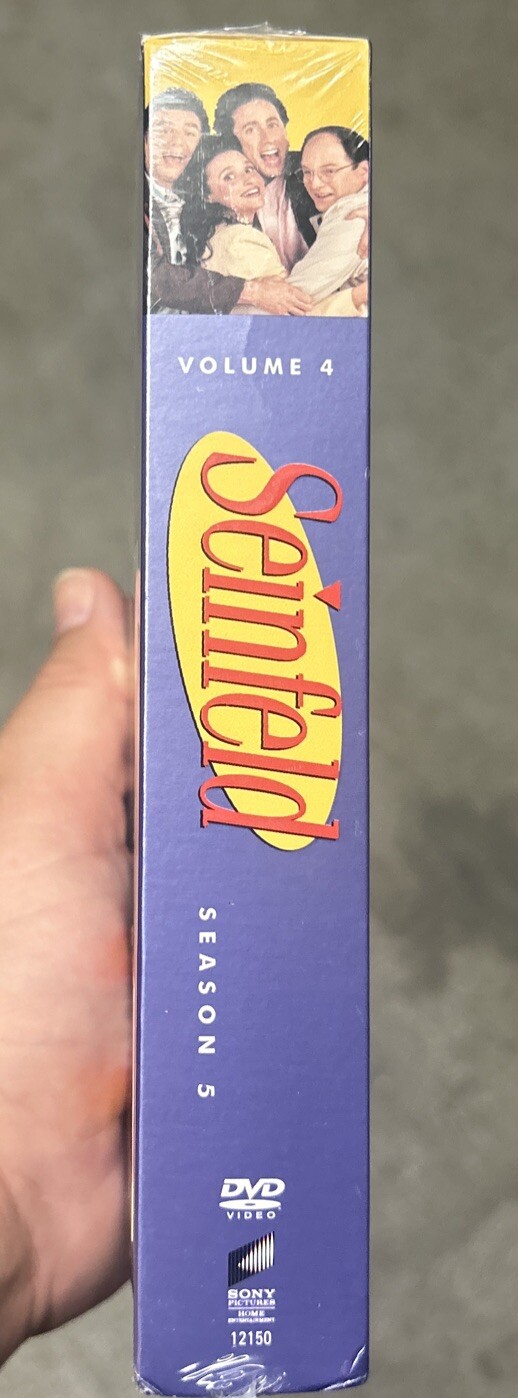 VOLUME 4
Seinfeld
SEASON 5
DVD
VIDEO
SONY
PICTURES
HOME
ENTERTAINMENT
12150